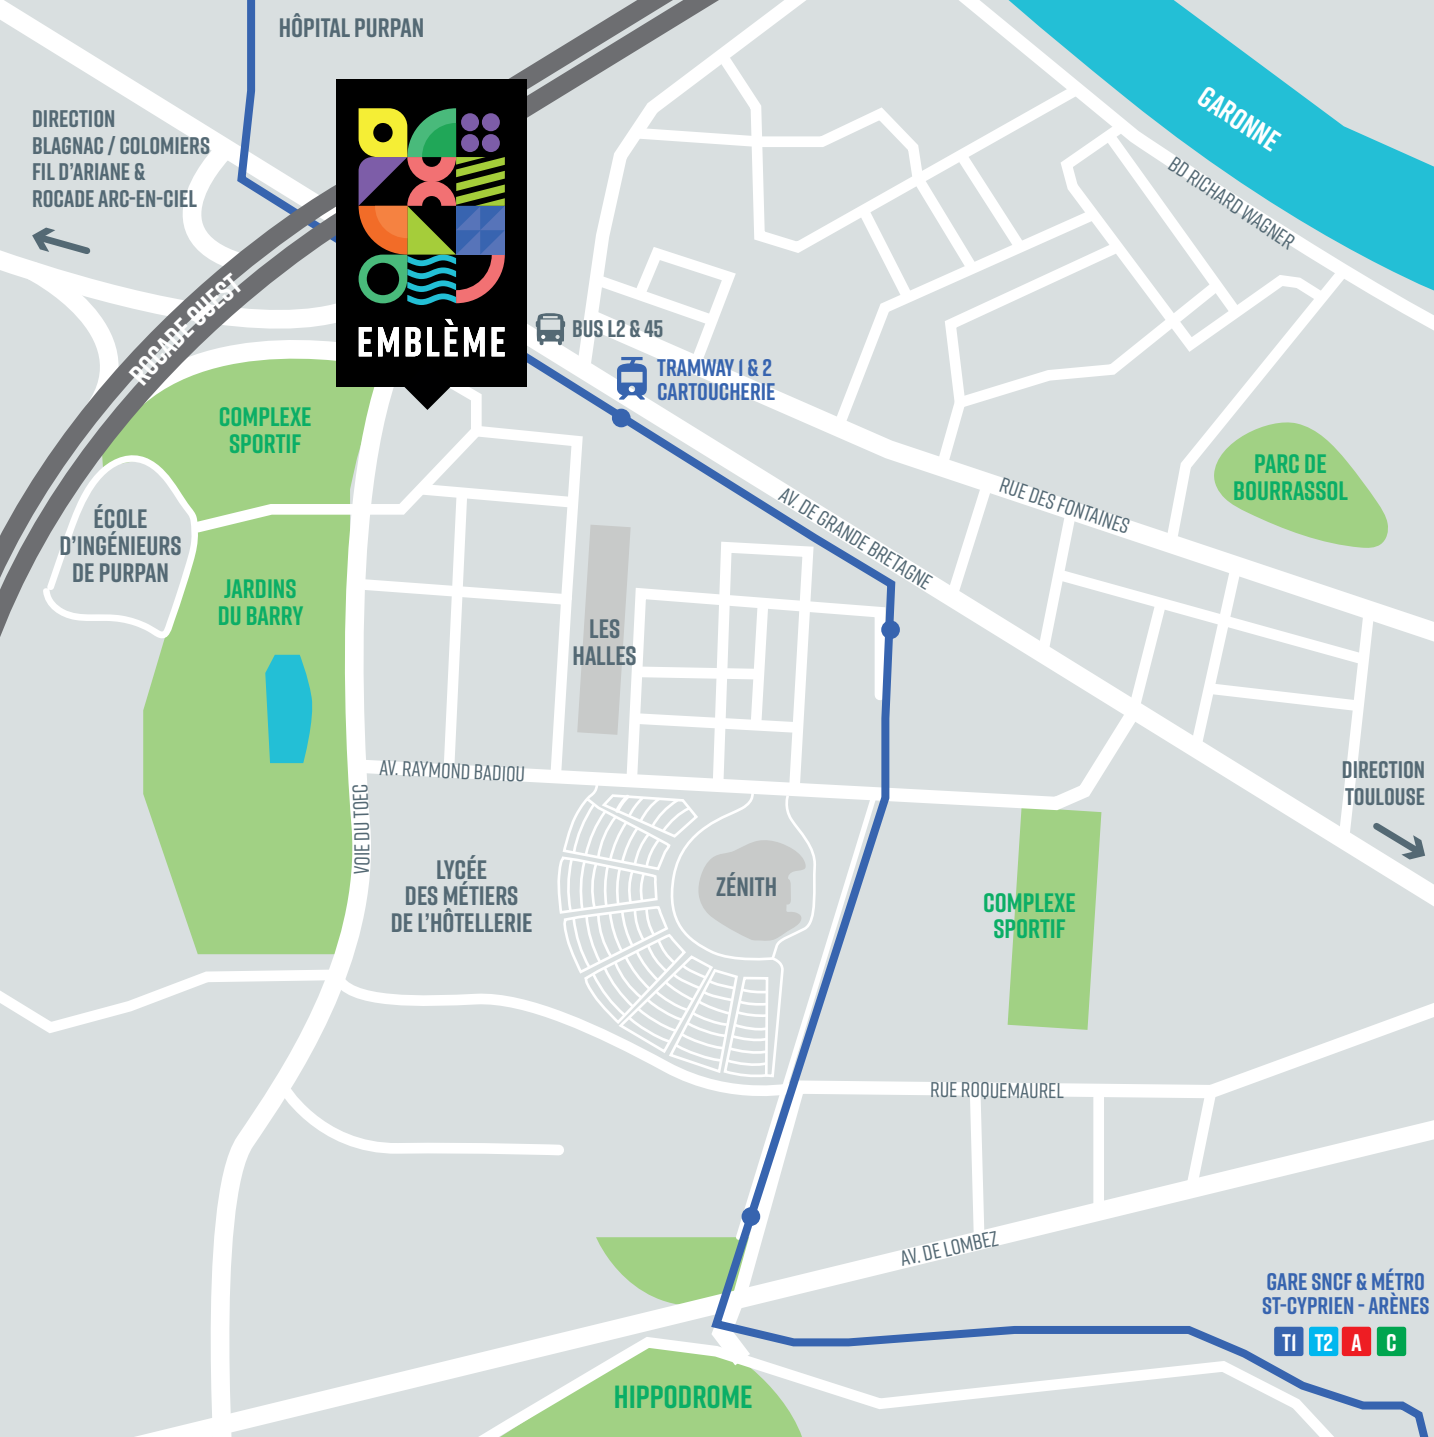 HÔPITAL PURPAN
DIRECTION
BLAGNAC / COLOMIERS
FIL D'ARIANE &
ROCADE ARC-EN-CIEL
GARONNE
BD RICHARD WAGNER
ROCADE OUEST
EMBLÈME
BUS L2 & 45
TRAMWAY 1 & 2
CARTOUCHERIE
COMPLEXE
SPORTIF
PARC DE
BOURRASSOL
RUE DES FONTAINES
AV. DE GRANDE BRETAGNE
ÉCOLE
D'INGÉNIEURS
DE PURPAN
JARDINS
DU BARRY
LES
HALLES
AV. RAYMOND BADIOU
VOIE DU TOEC
DIRECTION
TOULOUSE
LYCÉE
DES MÉTIERS
DE L'HÔTELLERIE
ZÉNITH
COMPLEXE
SPORTIF
RUE ROQUEMAUREL
AV. DE LOMBEZ
GARE SNCF & MÉTRO
ST-CYPRIEN - ARÈNES
T1 T2 A C
HIPPODROME